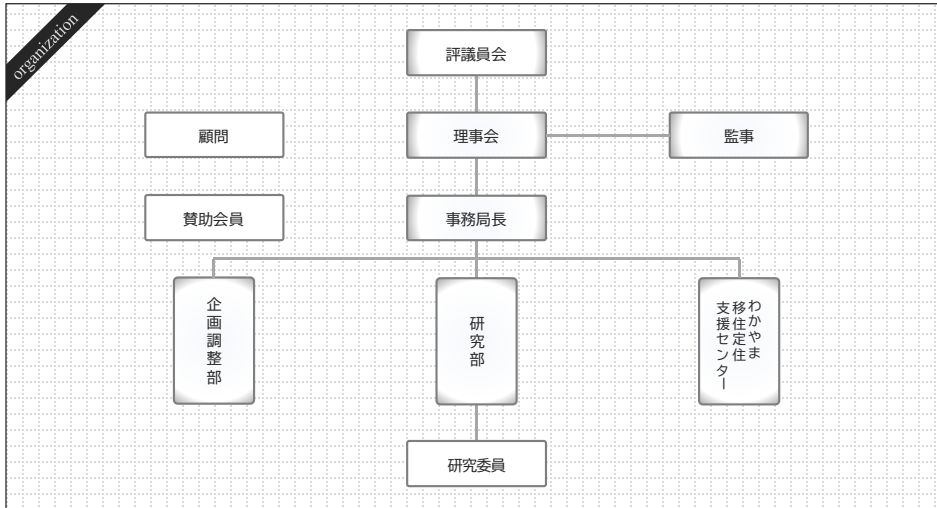 organization
評議員会
顧問
理事会
監事
賛助会員
事務局長
企画調整部
研究部
わかやま
移住定住
支援センター
研究委員